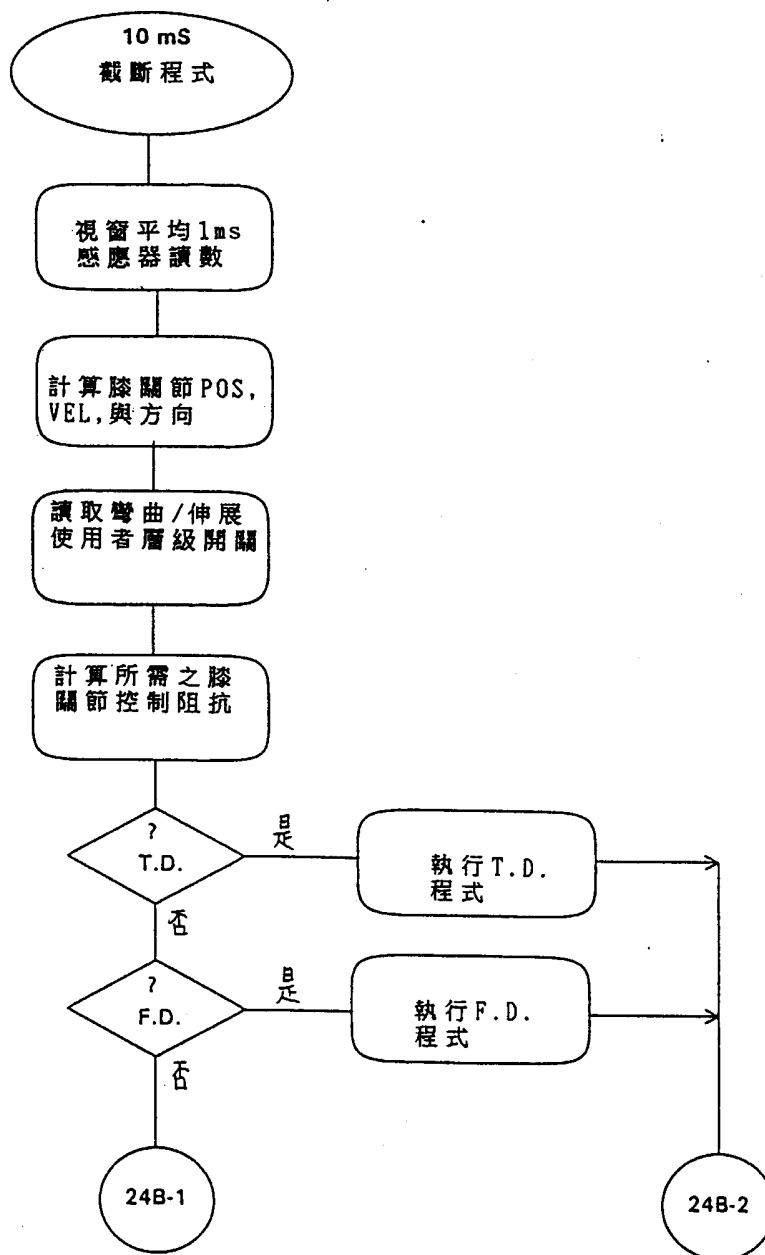 10 mS
截斷程式
視窗平均1ms
感應器讀數
計算膝關節POS,
VEL,與方向
讀取彎曲/伸展
使用者層級開關
計算所需之膝
關節控制阻抗
?
T.D.
是
執行T.D.
程式
否
?
F.D.
是
執行F.D.
程式
否
24B-1
24B-2